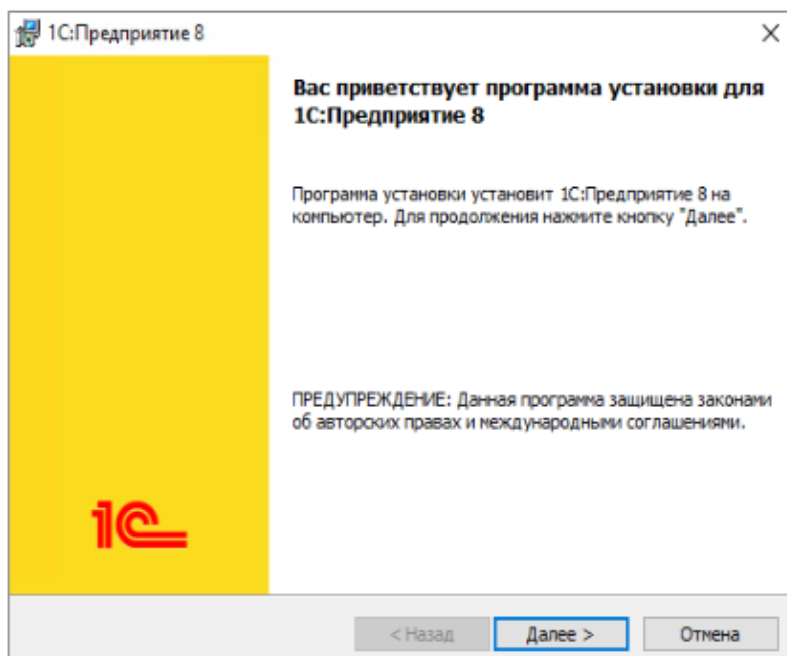 1С:Предприятие 8
Вас приветствует программа установки для
1С:Предприятие 8
Программа установки установит 1С:Предприятие 8 на
компьютер. Для продолжения нажмите кнопку "Далее".
ПРЕДУПРЕЖДЕНИЕ: Данная программа защищена законами
об авторских правах и международными соглашениями.
1С
< Назад
Далее >
Отмена